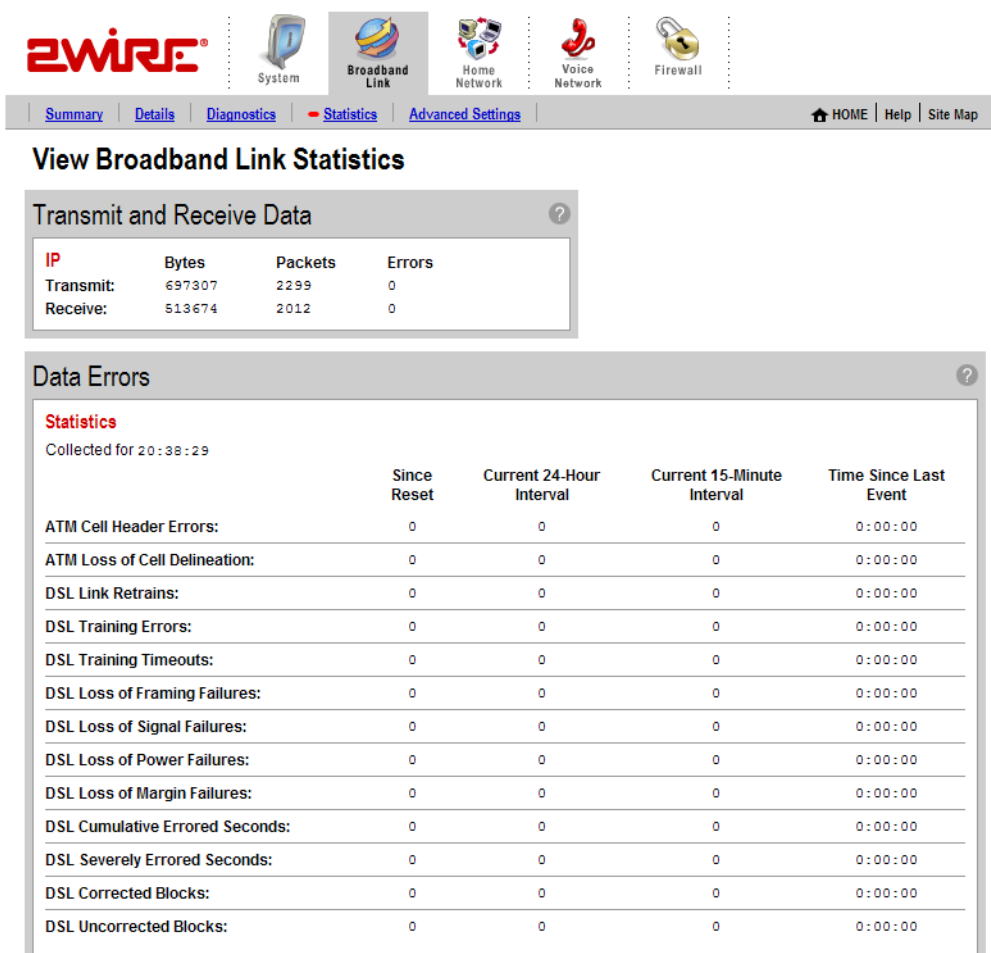 2WIRE®
System
Broadband Link
Home Network
Voice Network
Firewall
Summary Details Diagnostics Statistics Advanced Settings HOME Help Site Map
View Broadband Link Statistics
Transmit and Receive Data ?
IP Bytes Packets Errors
Transmit: 697307 2299 0
Receive: 513674 2012 0
Data Errors ?
Statistics
Collected for 20:38:29
Since Reset Current 24-Hour Interval Current 15-Minute Interval Time Since Last Event
ATM Cell Header Errors: 0 0 0 0:00:00
ATM Loss of Cell Delineation: 0 0 0 0:00:00
DSL Link Retrains: 0 0 0 0:00:00
DSL Training Errors: 0 0 0 0:00:00
DSL Training Timeouts: 0 0 0 0:00:00
DSL Loss of Framing Failures: 0 0 0 0:00:00
DSL Loss of Signal Failures: 0 0 0 0:00:00
DSL Loss of Power Failures: 0 0 0 0:00:00
DSL Loss of Margin Failures: 0 0 0 0:00:00
DSL Cumulative Errored Seconds: 0 0 0 0:00:00
DSL Severely Errored Seconds: 0 0 0 0:00:00
DSL Corrected Blocks: 0 0 0 0:00:00
DSL Uncorrected Blocks: 0 0 0 0:00:00